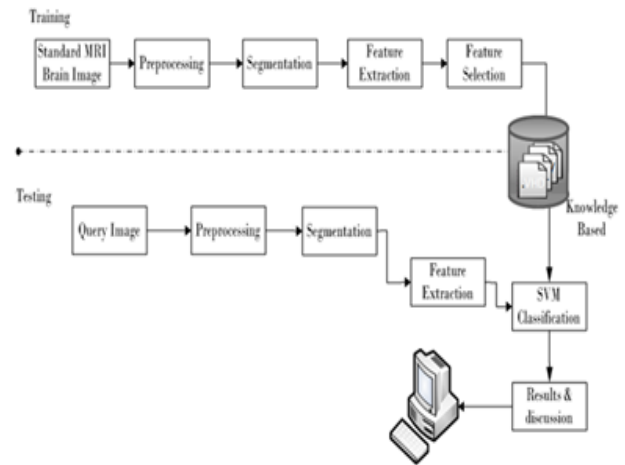 Training
Standard MRI
Brain Image
Preprocessing
Segmentation
Feature
Extraction
Feature
Selection
Knowledge
Based
Testing
Query Image
Preprocessing
Segmentation
Feature
Extraction
SVM
Classification
Results &
discussion